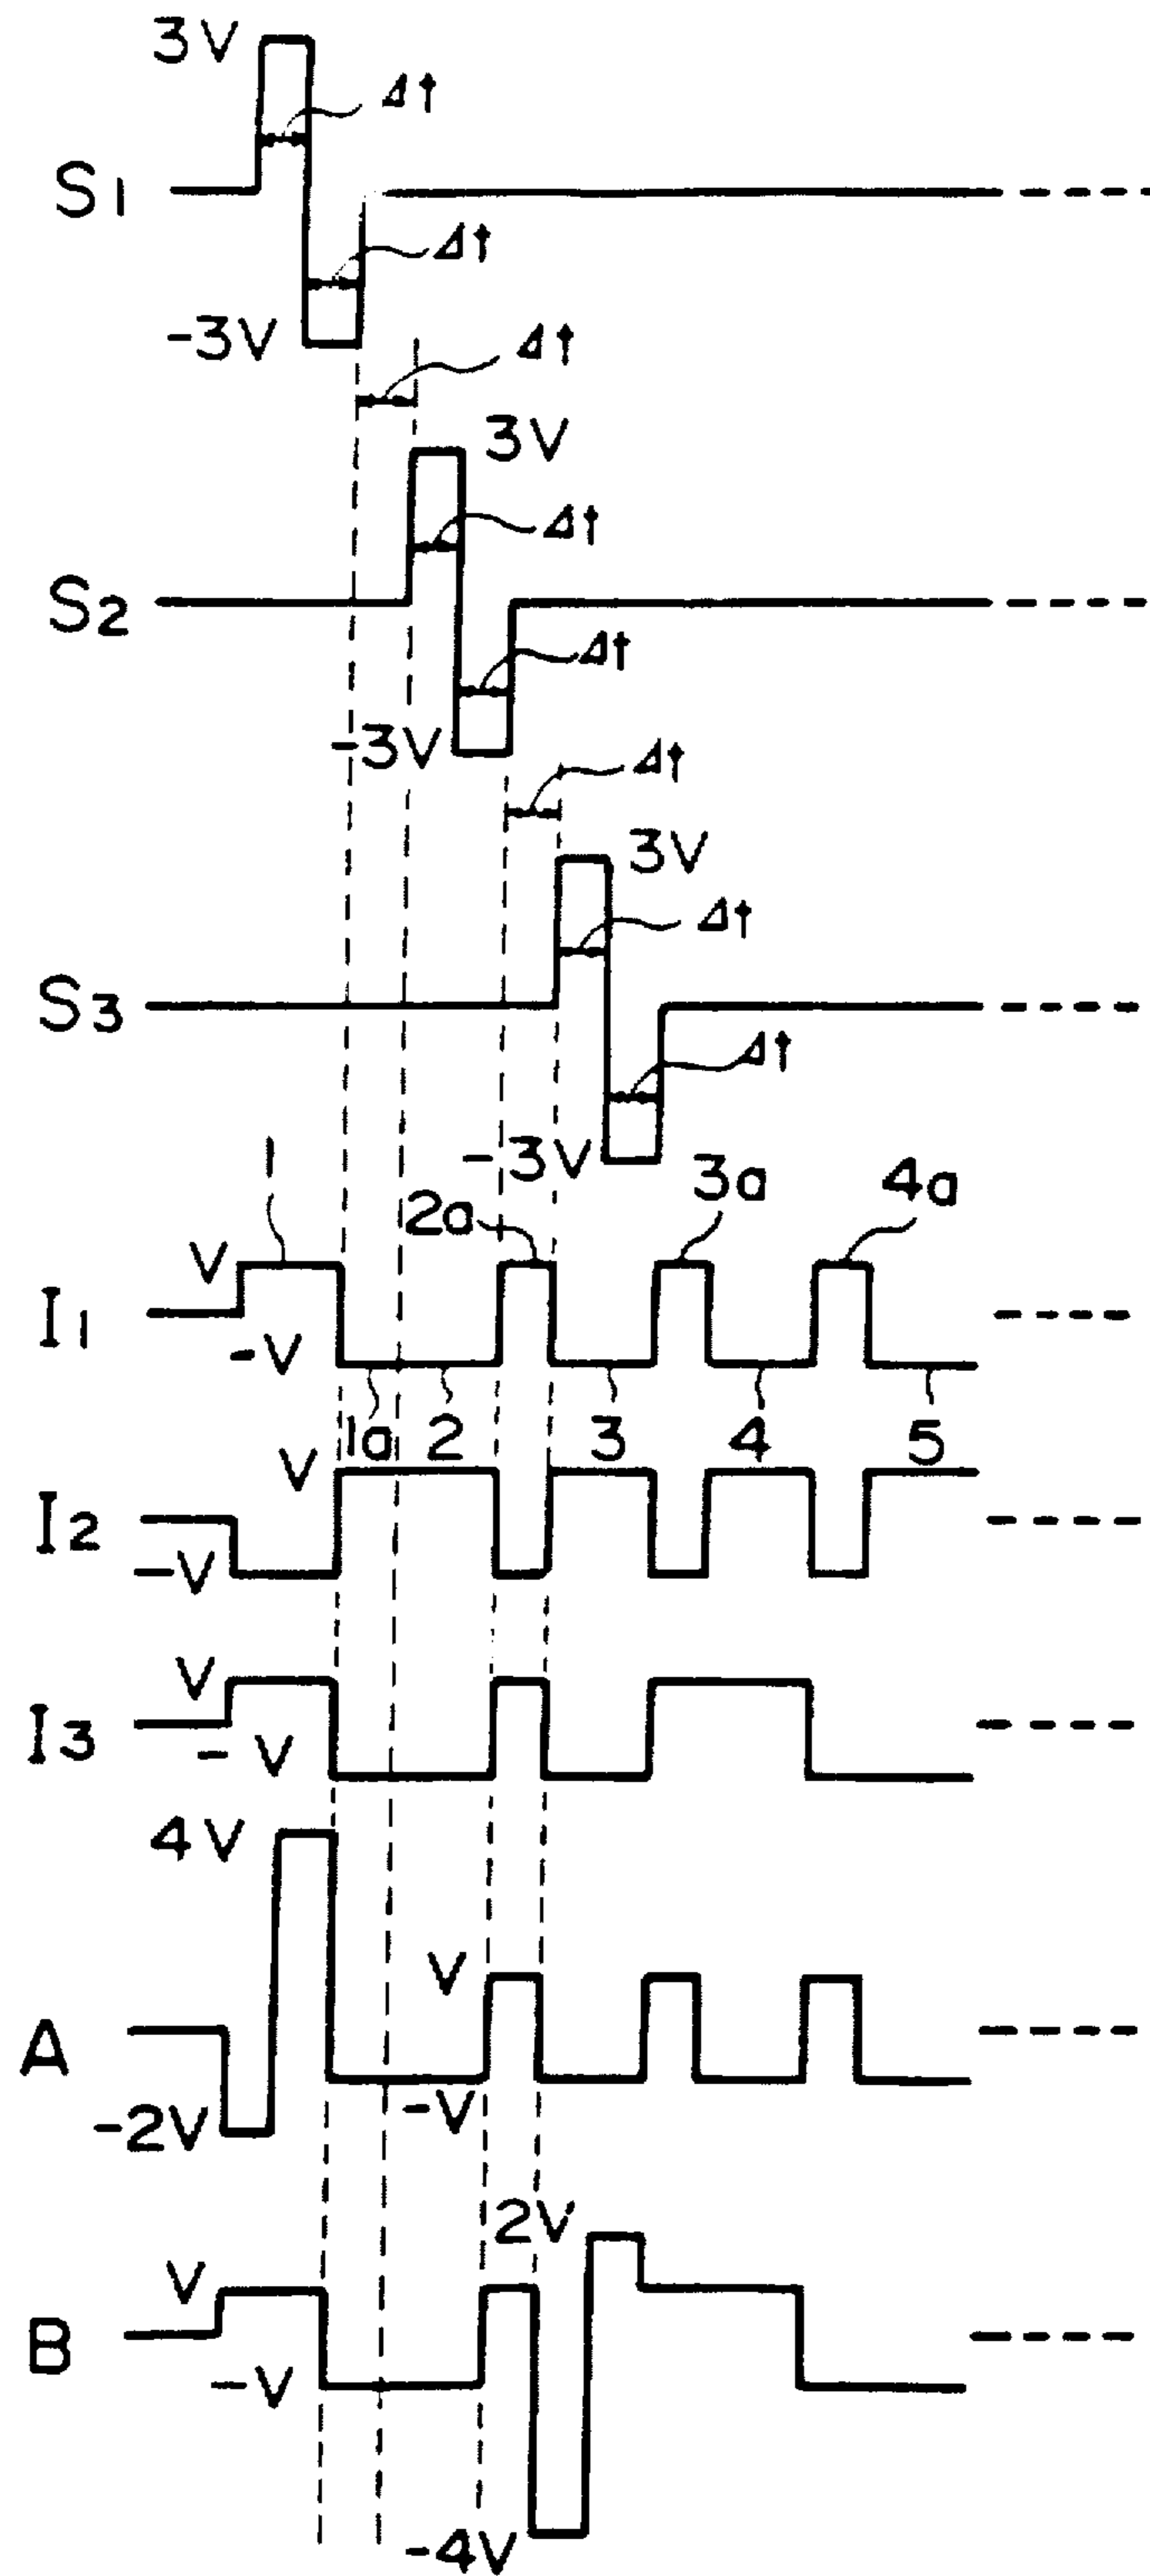 3V
Δt
S1
Δt
-3V
Δt
3V
Δt
S2
Δt
-3V
Δt
3V
Δt
S3
Δt
-3V
1
3a
4a
2a
V
I1
-V
1a 2 3 4 5
V
I2
-V
V
I3
- V
4V
V
A
-V
-2V
2V
V
B
-V
-4V